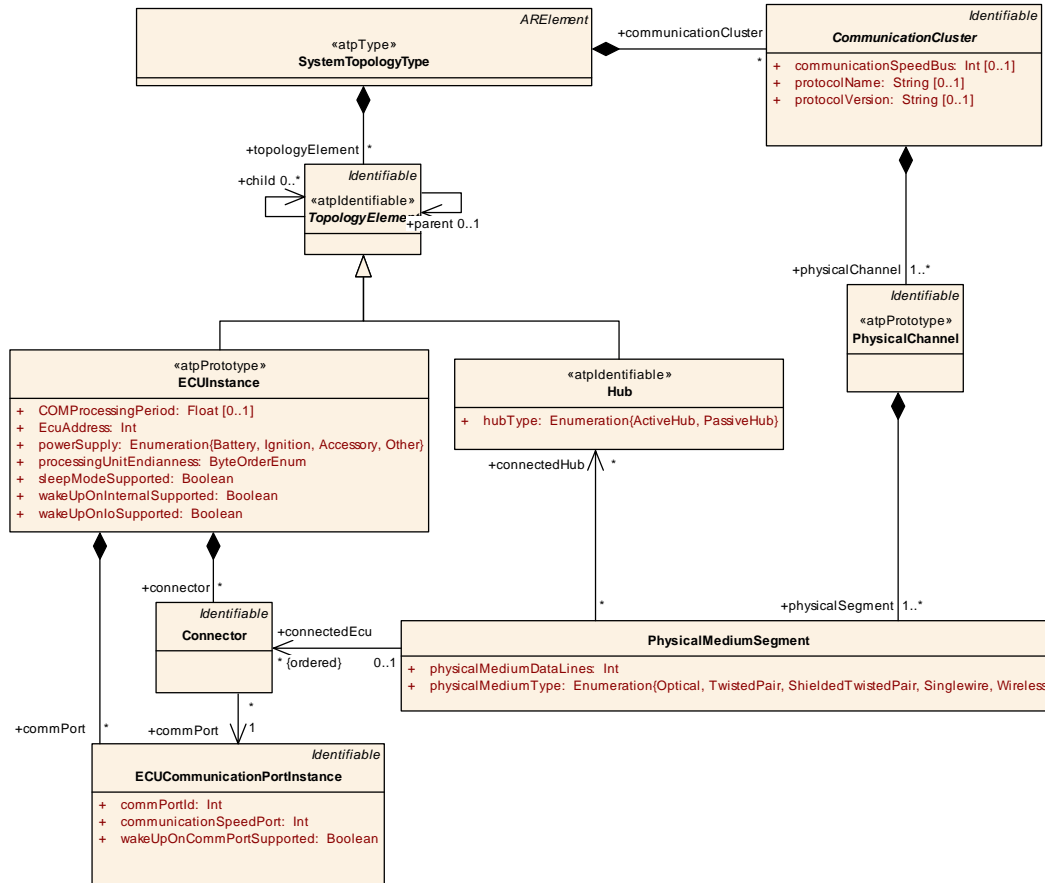 ARElement
«atpType»
SystemTopologyType
+communicationCluster
*
Identifiable
CommunicationCluster
+ communicationSpeedBus: Int [0..1]
+ protocolName: String [0..1]
+ protocolVersion: String [0..1]
+topologyElement *
Identifiable
«atpIdentifiable»
TopologyEleme
+child 0..*
+parent 0..1
+physicalChannel 1..*
Identifiable
«atpPrototype»
PhysicalChannel
«atpPrototype»
ECUInstance
+ COMProcessingPeriod: Float [0..1]
+ EcuAddress: Int
+ powerSupply: Enumeration{Battery, Ignition, Accessory, Other}
+ processingUnitEndianness: ByteOrderEnum
+ sleepModeSupported: Boolean
+ wakeUpOnInternalSupported: Boolean
+ wakeUpOnIoSupported: Boolean
«atpIdentifiable»
Hub
+ hubType: Enumeration{ActiveHub, PassiveHub}
+connectedHub *
*
+physicalSegment 1..*
+connector *
Identifiable
Connector
+connectedEcu
* {ordered}
0..1
PhysicalMediumSegment
+ physicalMediumDataLines: Int
+ physicalMediumType: Enumeration{Optical, TwistedPair, ShieldedTwistedPair, Singlewire, Wireless
*
+commPort *
+commPort 1
Identifiable
ECUCommunicationPortInstance
+ commPortId: Int
+ communicationSpeedPort: Int
+ wakeUpOnCommPortSupported: Boolean